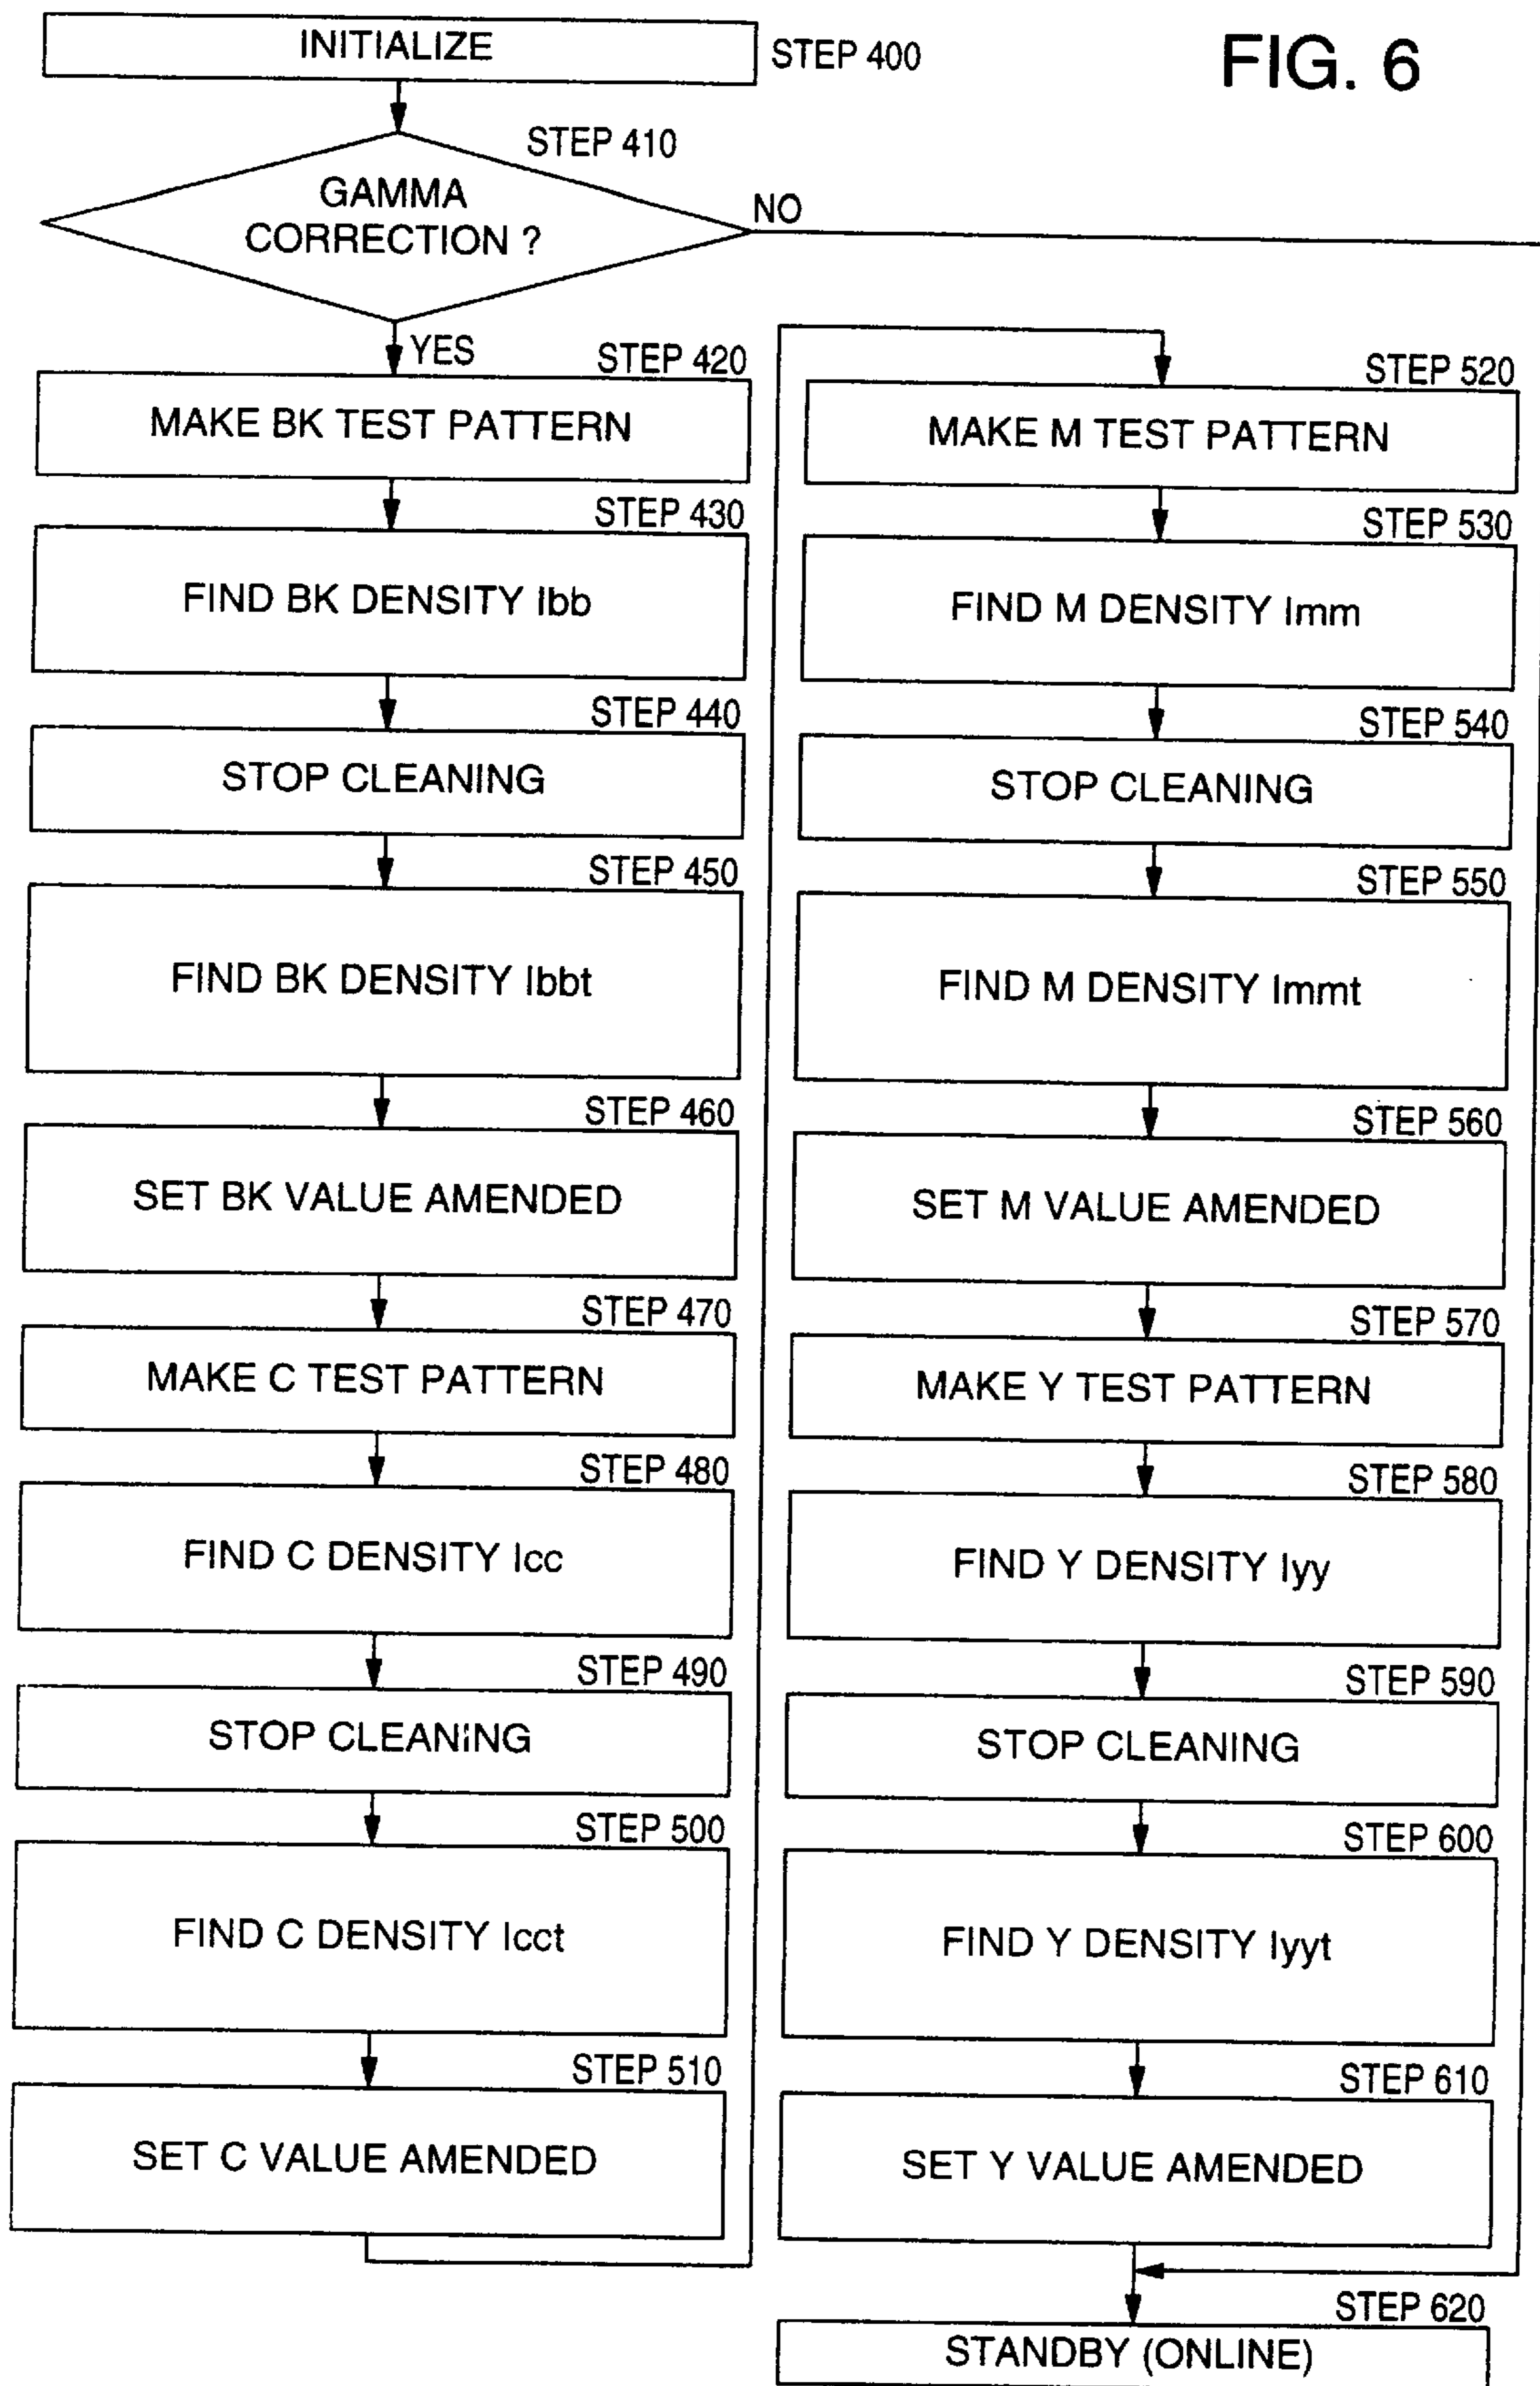 FIG. 6
INITIALIZE
STEP 400
STEP 410
GAMMA
CORRECTION ?
NO
YES
STEP 420
MAKE BK TEST PATTERN
STEP 430
FIND BK DENSITY Ibb
STEP 440
STOP CLEANING
STEP 450
FIND BK DENSITY Ibbt
STEP 460
SET BK VALUE AMENDED
STEP 470
MAKE C TEST PATTERN
STEP 480
FIND C DENSITY Icc
STEP 490
STOP CLEANING
STEP 500
FIND C DENSITY Icct
STEP 510
SET C VALUE AMENDED
STEP 520
MAKE M TEST PATTERN
STEP 530
FIND M DENSITY Imm
STEP 540
STOP CLEANING
STEP 550
FIND M DENSITY Immt
STEP 560
SET M VALUE AMENDED
STEP 570
MAKE Y TEST PATTERN
STEP 580
FIND Y DENSITY Iyy
STEP 590
STOP CLEANING
STEP 600
FIND Y DENSITY Iyyt
STEP 610
SET Y VALUE AMENDED
STEP 620
STANDBY (ONLINE)